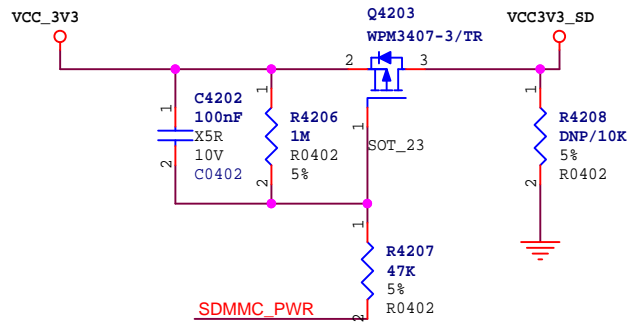 VCC_3V3
Q4203
WPM3407-3/TR
VCC3V3_SD
2
3
1
C4202
100nF
X5R
10V
C0402
2
1
R4206
1M
R0402
5%
2
1
SOT_23
1
R4208
DNP/10K
5%
R0402
2
1
R4207
47K
5%
R0402
2
SDMMC_PWR